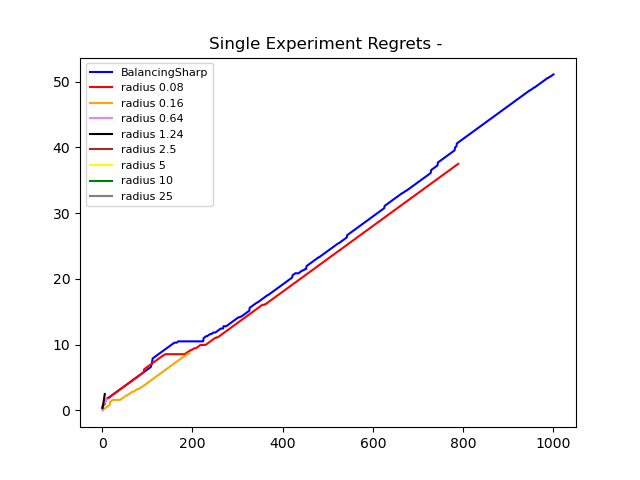 Single Experiment Regrets -
BalancingSharp
radius 0.08
radius 0.16
radius 0.64
radius 1.24
radius 2.5
radius 5
radius 10
radius 25
50
40
30
20
10
0
0 200 400 600 800 1000